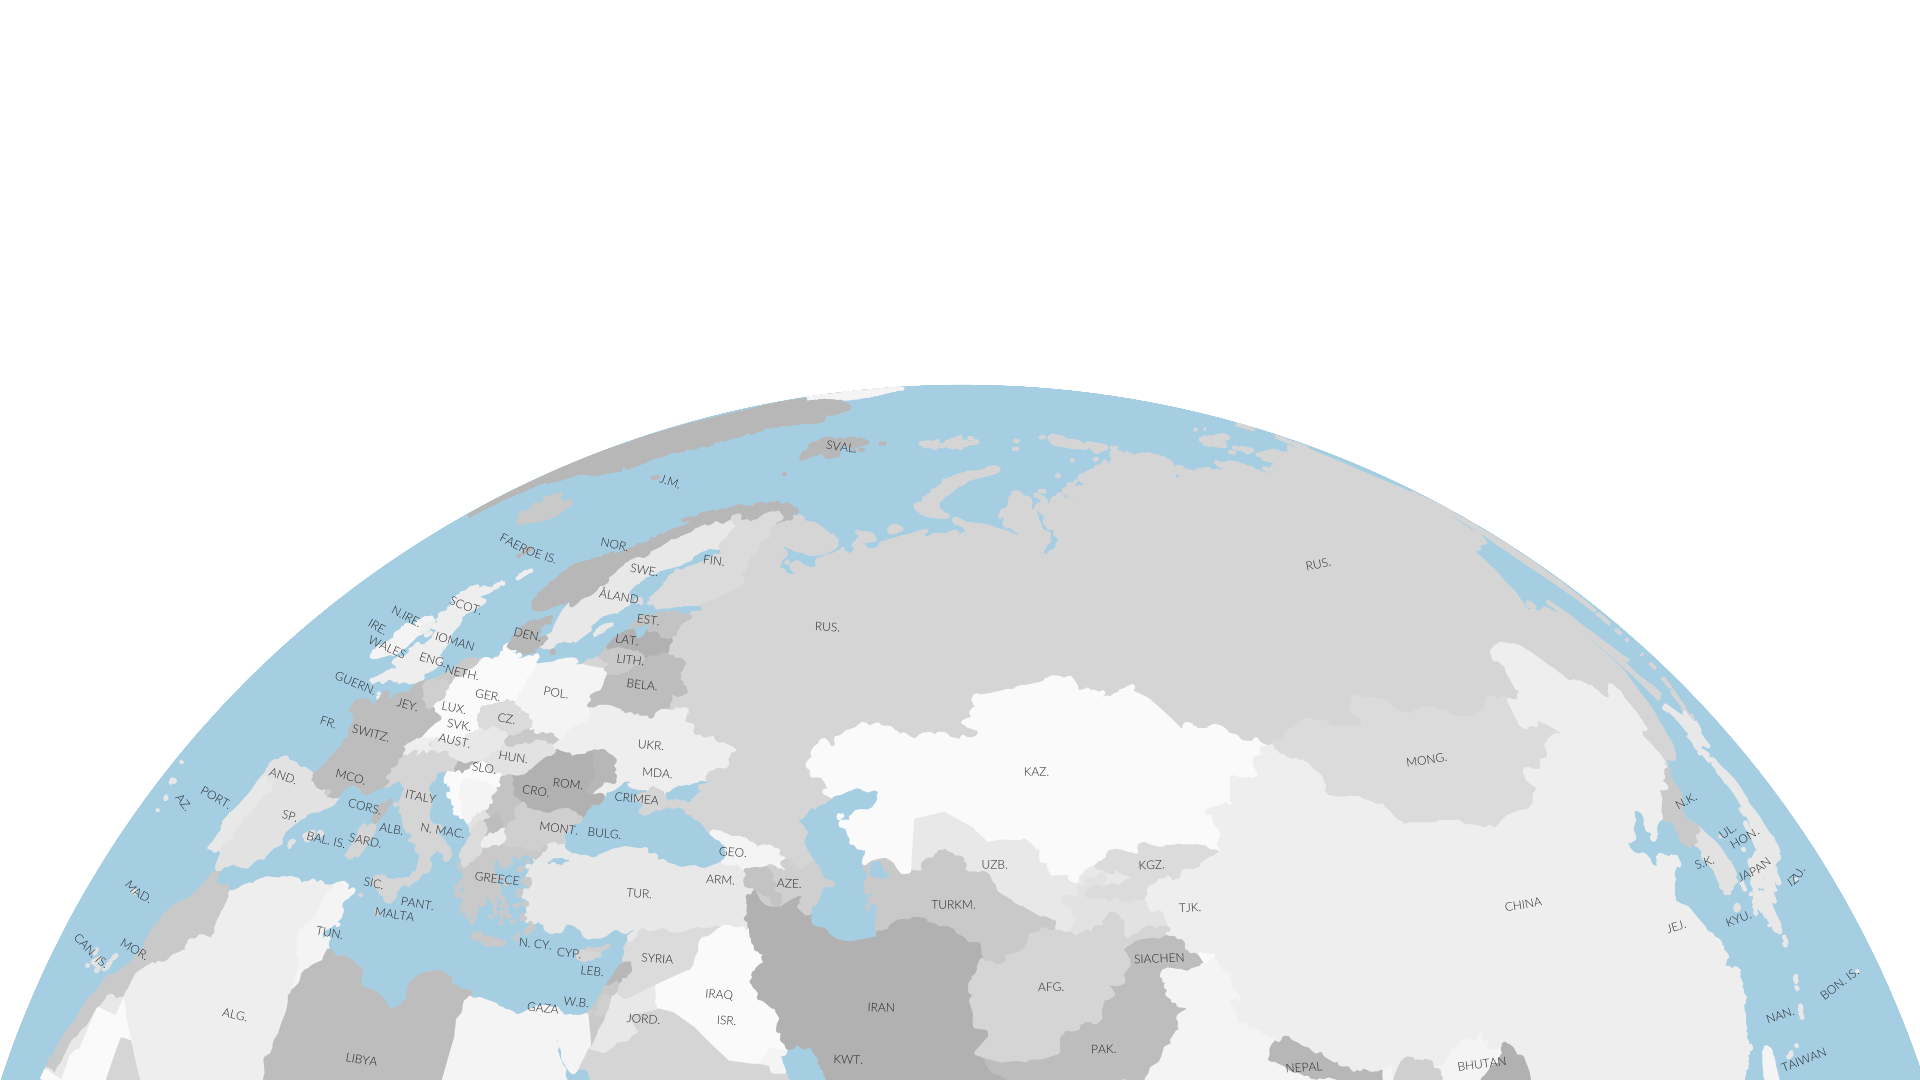 SVAL.
J.M.
FAEROE IS.
NOR.
SWE.
FIN.
RUS.
ÅLAND
SCOT.
N.IRE.
IRE.
IOMAN
WALES
ENG.
DEN.
EST.
LAT.
LITH.
RUS.
NETH.
GUERN.
GER.
POL.
BELA.
JEY.
LUX.
FR.
SWITZ.
SVK.
CZ.
AUST.
UKR.
HUN.
SLO.
MDA.
KAZ.
MONG.
AND.
MCO.
ROM.
CRO.
CRIMEA
AZ.
PORT.
SP.
CORS.
ITALY
N.K.
BAL. IS.
SARD.
ALB.
N. MAC.
MONT.
BULG.
UL.
HON.
GEO.
UZB.
KGZ.
S.K.
JAPAN
IZU.
MAD.
SIC.
GREECE
TUR.
ARM.
AZE.
PANT.
MALTA
TURKM.
TJK.
CHINA
KYU.
JEJ.
CAN. IS.
MOR.
TUN.
N. CY.
CYP.
LEB.
SYRIA
SIACHEN
BON. IS.
ALG.
GAZA
W.B.
IRAQ
JORD.
ISR.
IRAN
AFG.
NAN.
LIBYA
KWT.
PAK.
NEPAL
BHUTAN
TAIWAN